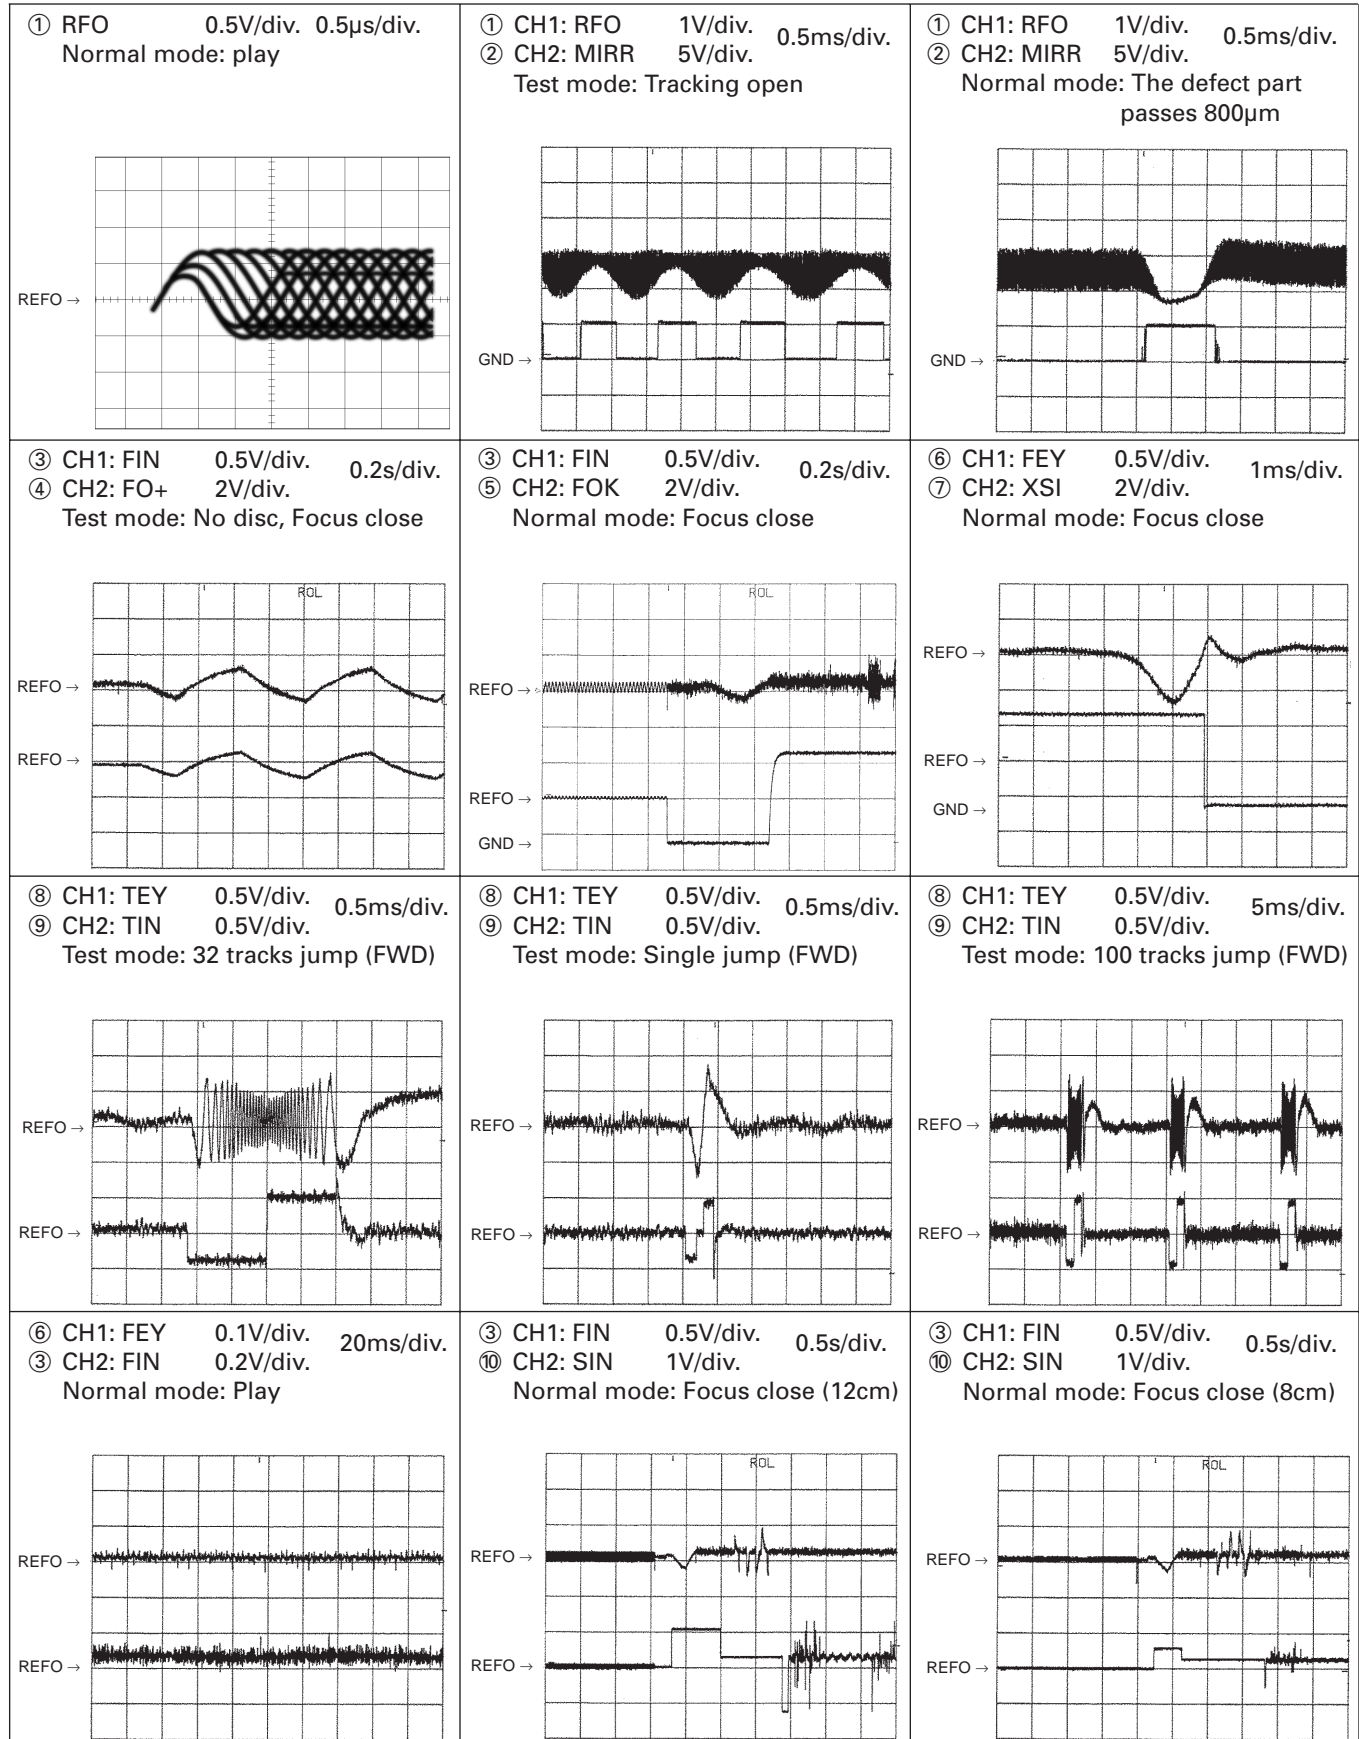 ① RFO 0.5V/div. 0.5µs/div.
Normal mode: play
REFO →
① CH1: RFO 1V/div. 0.5ms/div.
② CH2: MIRR 5V/div.
Test mode: Tracking open
GND →
① CH1: RFO 1V/div. 0.5ms/div.
② CH2: MIRR 5V/div.
Normal mode: The defect part
passes 800µm
GND →
③ CH1: FIN 0.5V/div. 0.2s/div.
④ CH2: FO+ 2V/div.
Test mode: No disc, Focus close
ROL
REFO →
REFO →
③ CH1: FIN 0.5V/div. 0.2s/div.
⑤ CH2: FOK 2V/div.
Normal mode: Focus close
ROL
REFO →
REFO →
GND →
⑥ CH1: FEY 0.5V/div. 1ms/div.
⑦ CH2: XSI 2V/div.
Normal mode: Focus close
REFO →
REFO →
GND →
⑧ CH1: TEY 0.5V/div. 0.5ms/div.
⑨ CH2: TIN 0.5V/div.
Test mode: 32 tracks jump (FWD)
REFO →
REFO →
⑧ CH1: TEY 0.5V/div. 0.5ms/div.
⑨ CH2: TIN 0.5V/div.
Test mode: Single jump (FWD)
REFO →
REFO →
⑧ CH1: TEY 0.5V/div. 5ms/div.
⑨ CH2: TIN 0.5V/div.
Test mode: 100 tracks jump (FWD)
REFO →
REFO →
⑥ CH1: FEY 0.1V/div. 20ms/div.
③ CH2: FIN 0.2V/div.
Normal mode: Play
REFO →
REFO →
③ CH1: FIN 0.5V/div. 0.5s/div.
⑩ CH2: SIN 1V/div.
Normal mode: Focus close (12cm)
ROL
REFO →
REFO →
③ CH1: FIN 0.5V/div. 0.5s/div.
⑩ CH2: SIN 1V/div.
Normal mode: Focus close (8cm)
ROL
REFO →
REFO →